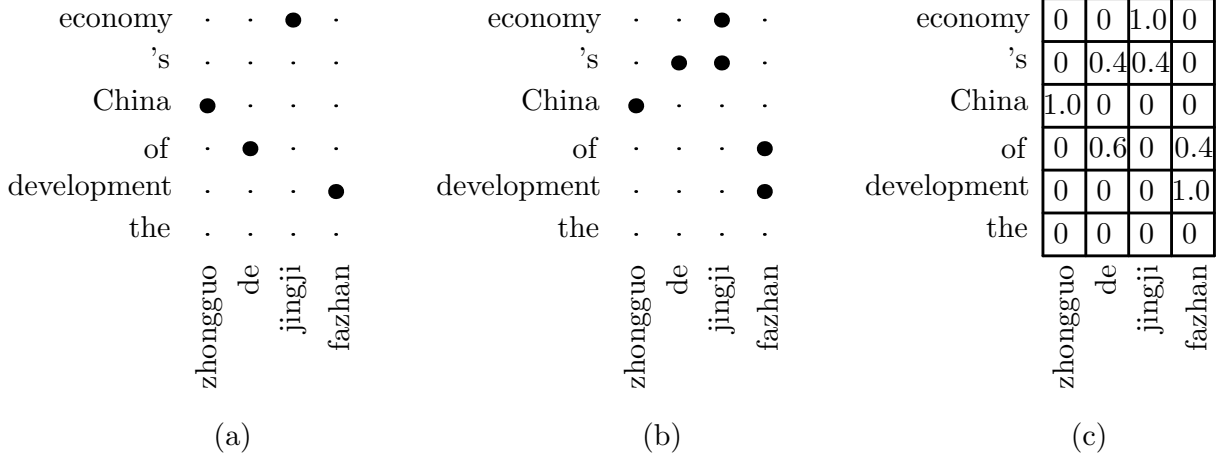 economy
's
China
of
development
the
zhongguo
de
jingji
fazhan
(a)
economy
's
China
of
development
the
zhongguo
de
jingji
fazhan
(b)
economy 0 0 1.0 0
's 0 0.4 0.4 0
China 1.0 0 0 0
of 0 0.6 0 0.4
development 0 0 0 1.0
the 0 0 0 0
zhongguo
de
jingji
fazhan
(c)